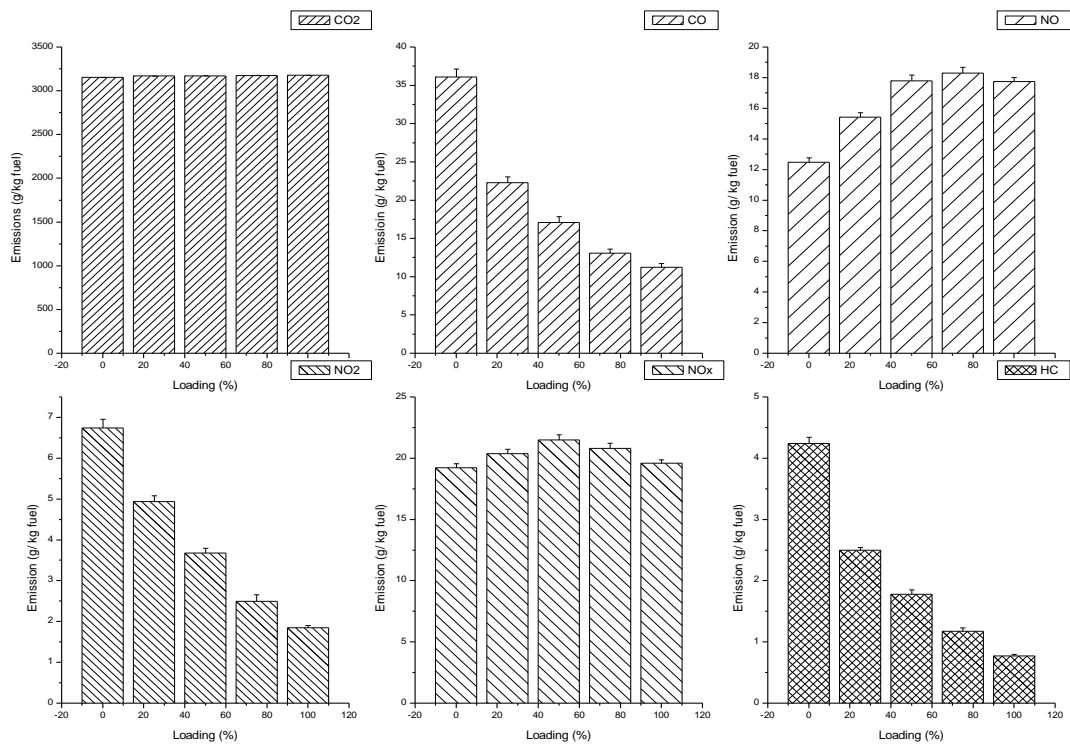 CO2
CO
NO
Emissions (g/kg fuel)
3500
3000
2500
2000
1500
1000
500
0
-20 0 20 40 60 80 100 120
Loading (%)
Emissioin (g/ kg fuel)
40
35
30
25
20
15
10
5
0
-20 0 20 40 60 80 100 120
Loading (%)
Emission (g/ kg fuel)
20
18
16
14
12
10
8
6
4
2
0
-20 0 20 40 60 80 100 120
Loading (%)
NO2
NOx
HC
Emission (g/ kg fuel)
7
6
5
4
3
2
1
0
-20 0 20 40 60 80 100 120
Loading (%)
Emission (g/ kg fuel)
25
20
15
10
5
0
-20 0 20 40 60 80 100 120
Loading (%)
Emission (g/ kg fuel)
5
4
3
2
1
0
-20 0 20 40 60 80 100 120
Loading (%)